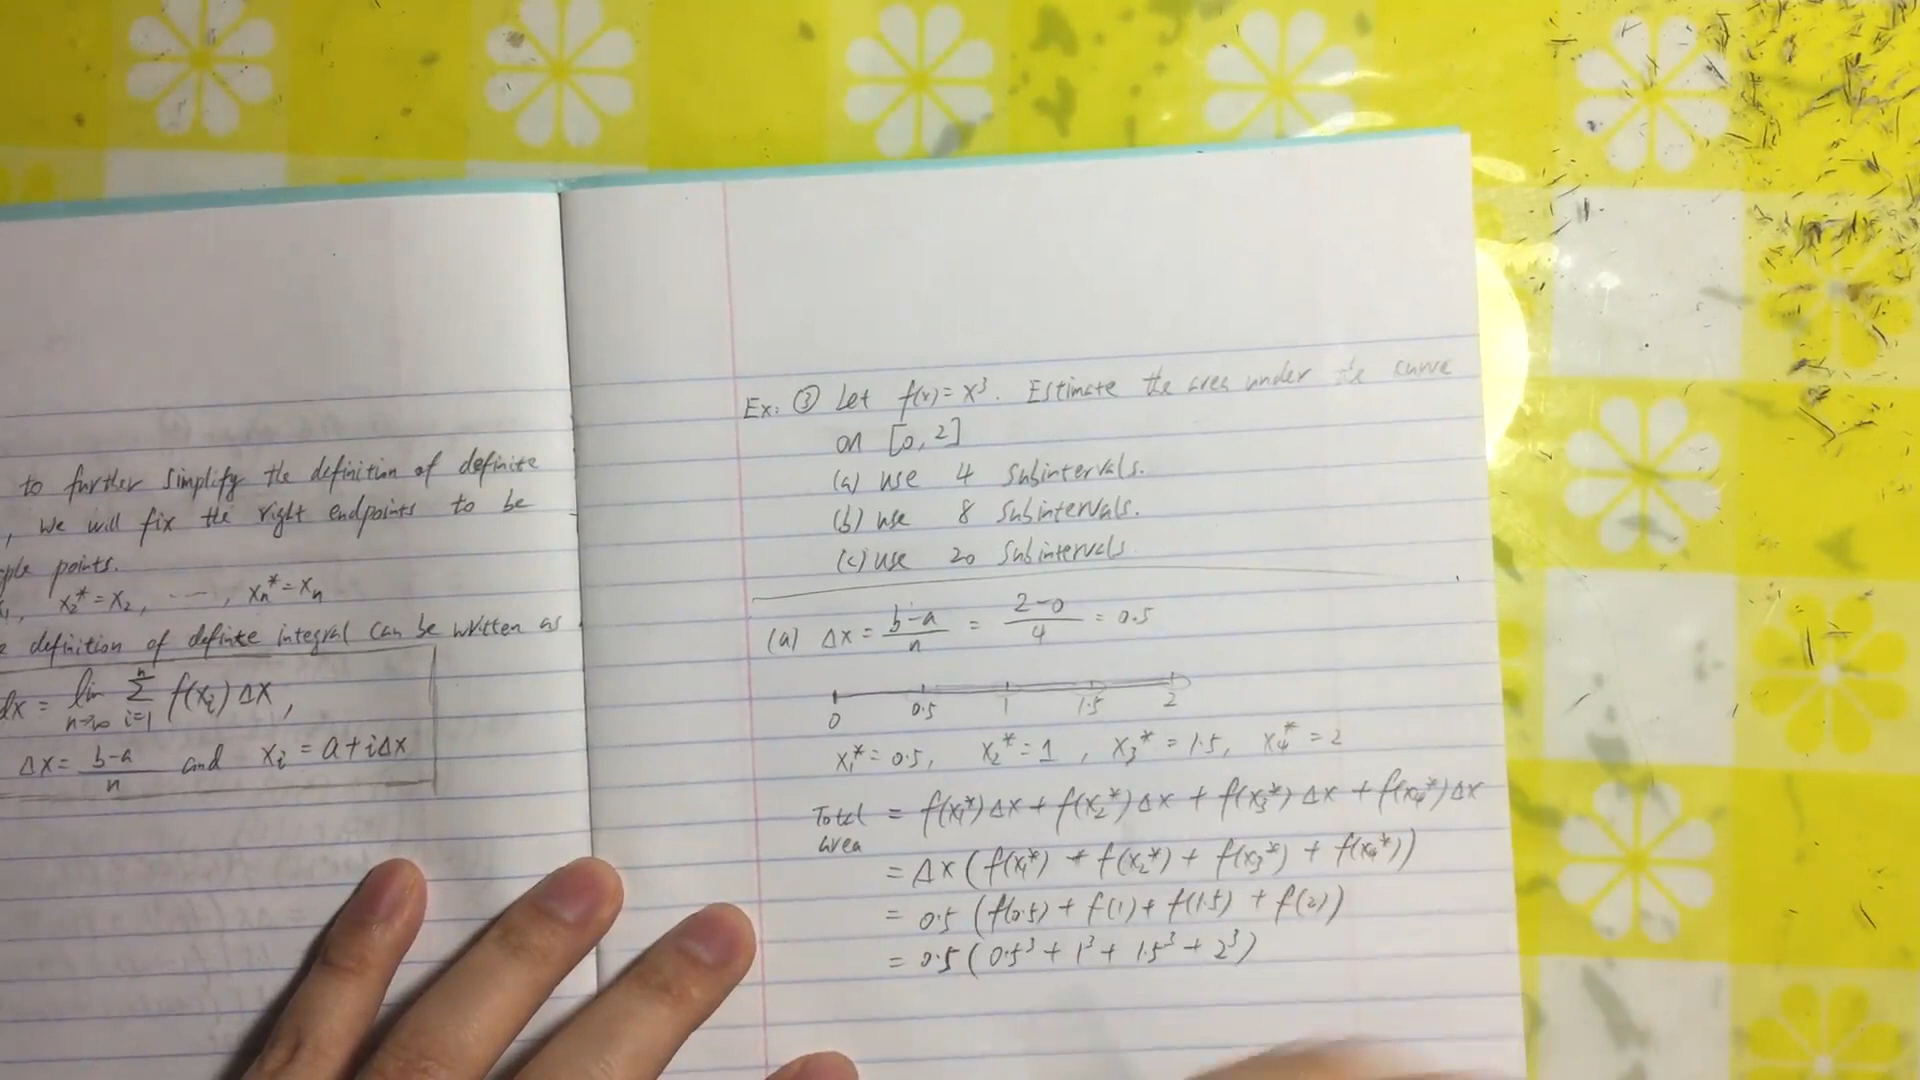 to further simplify the definition of definite
, we will fix the right endpoints to be
ple points.
x₁, x₂* = x₂, ----, xₙ* = xₙ
definition of definite integral can be written as
dx = lim n→∞ Σ i=1 n f(xᵢ) Δx,
Δx = (b-a)/n and xᵢ = a + iΔx
Ex: ③ Let f(x) = x³. Estimate the area under the curve
on [0, 2]
(a) use 4 subintervals.
(b) use 8 subintervals.
(c) use 20 subintervals.
(a) Δx = (b-a)/n = (2-0)/4 = 0.5
0 0.5 1 1.5 2
x₁* = 0.5, x₂* = 1, x₃* = 1.5, x₄* = 2
Total area = f(x₁*)Δx + f(x₂*)Δx + f(x₃*)Δx + f(x₄*)Δx
= Δx (f(x₁*) + f(x₂*) + f(x₃*) + f(x₄*))
= 0.5 (f(0.5) + f(1) + f(1.5) + f(2))
= 0.5 (0.5³ + 1³ + 1.5³ + 2³)